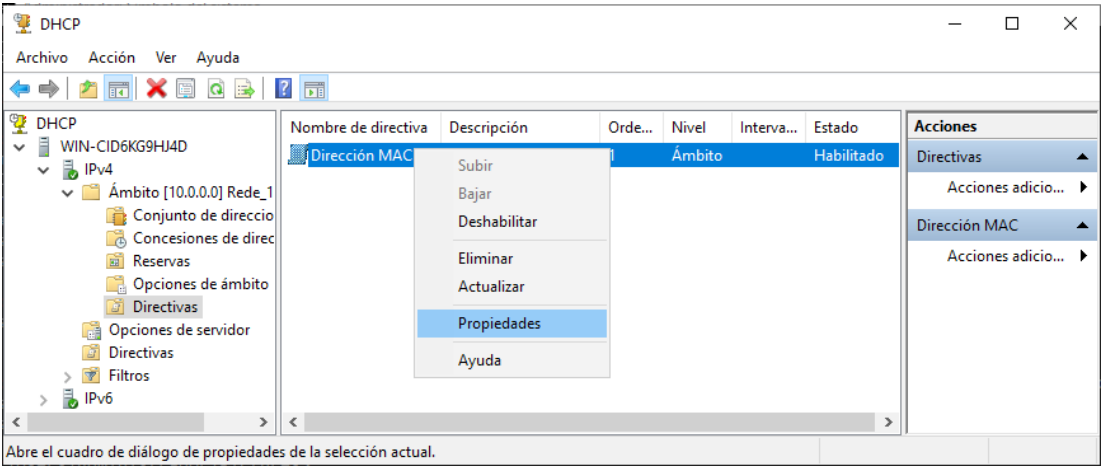 DHCP
Archivo Acción Ver Ayuda
DHCP
WIN-CID6KG9HJ4D
IPv4
Ámbito [10.0.0.0] Rede_1
Conjunto de direccio
Concesiones de direc
Reservas
Opciones de ámbito
Directivas
Opciones de servidor
Directivas
Filtros
IPv6
Nombre de directiva Descripción Orde... Nivel Interva... Estado
Dirección MAC 1 Ámbito Habilitado
Subir
Bajar
Deshabilitar
Eliminar
Actualizar
Propiedades
Ayuda
Acciones
Directivas
Acciones adicio...
Dirección MAC
Acciones adicio...
Abre el cuadro de diálogo de propiedades de la selección actual.